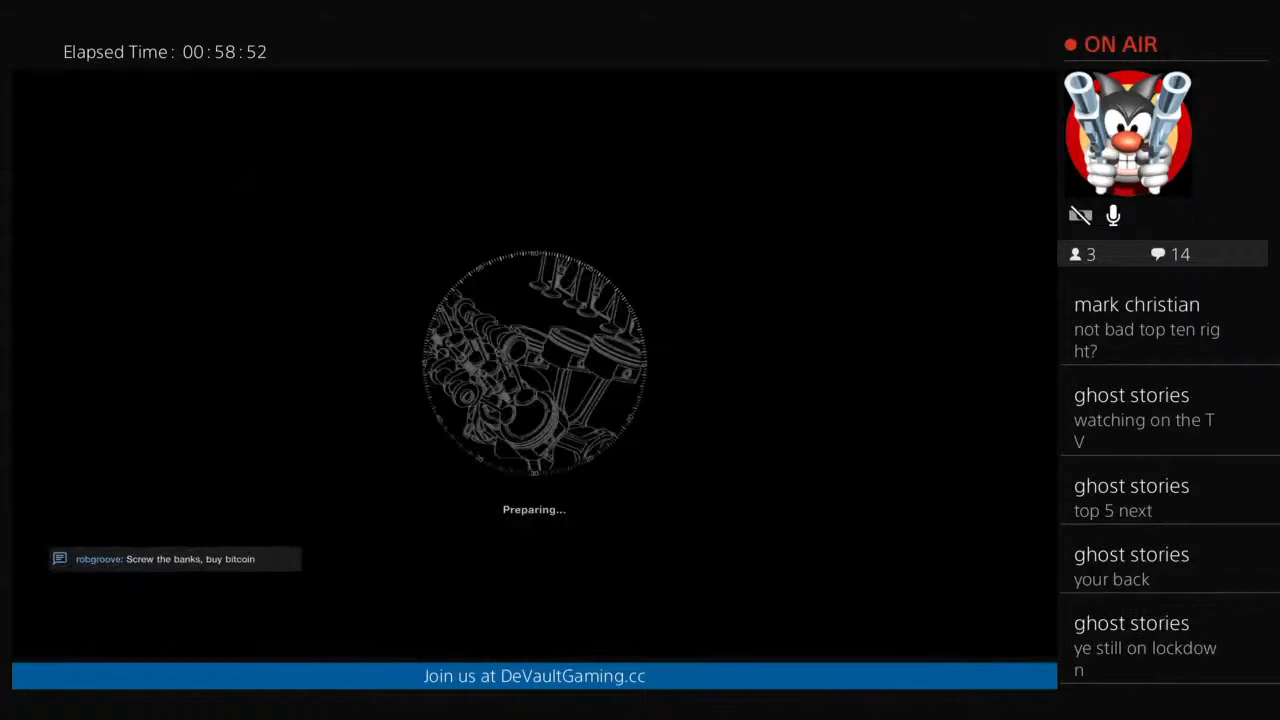 Elapsed Time: 00:58:52
ON AIR
3 14
mark christian
not bad top ten rig
ht?
ghost stories
watching on the T
V
ghost stories
top 5 next
ghost stories
your back
ghost stories
ye still on lockdow
n
Preparing...
robgroove: Screw the banks, buy bitcoin
Join us at DeVaultGaming.cc